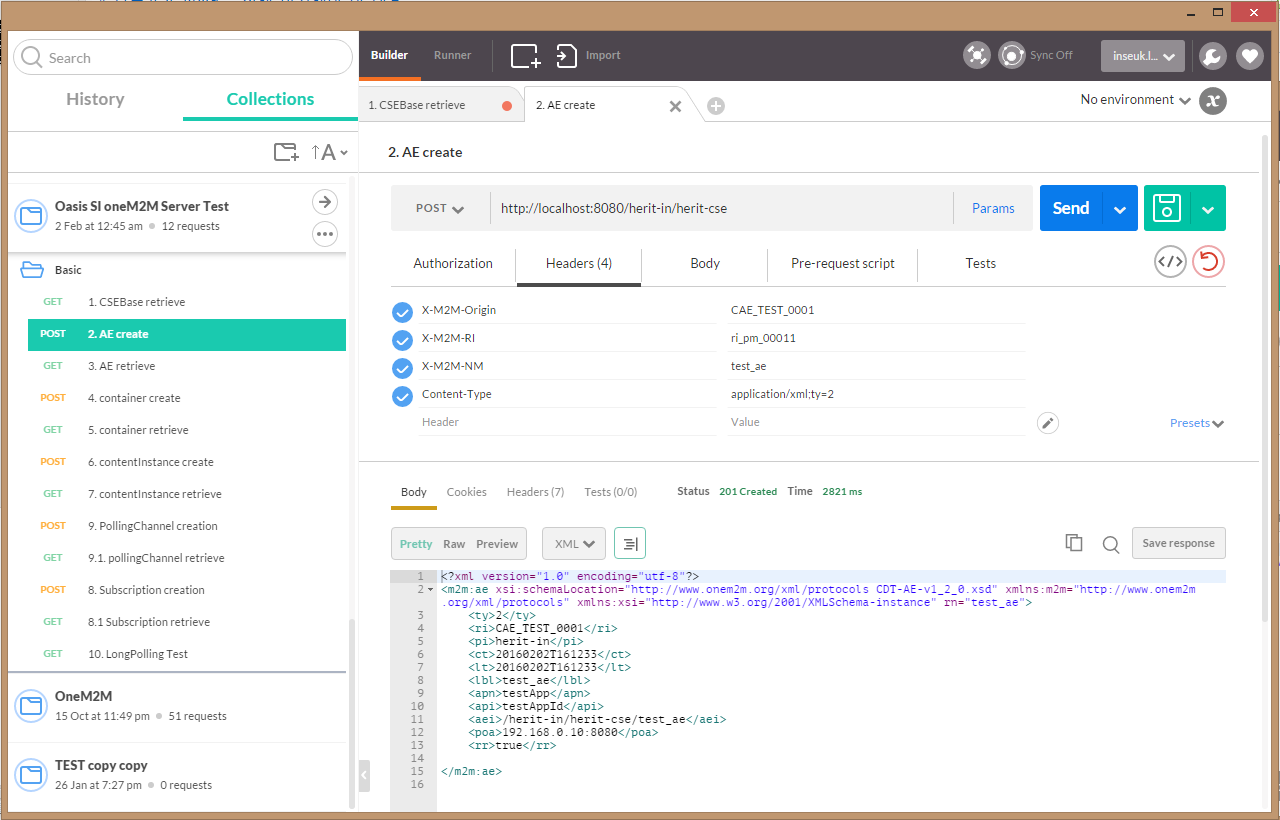 Search
Builder
Runner
Import
Sync Off
inseuk.l...
History
Collections
1. CSEBase retrieve
2. AE create
No environment
x
A
2. AE create
Oasis SI oneM2M Server Test
2 Feb at 12:45 am ● 12 requests
Basic
GET 1. CSEBase retrieve
POST 2. AE create
GET 3. AE retrieve
POST 4. container create
GET 5. container retrieve
POST 6. contentInstance create
GET 7. contentInstance retrieve
POST 9. PollingChannel creation
GET 9.1. pollingChannel retrieve
POST 8. Subscription creation
GET 8.1 Subscription retrieve
GET 10. LongPolling Test
OneM2M
15 Oct at 11:49 pm ● 51 requests
TEST copy copy
26 Jan at 7:27 pm ● 0 requests
POST http://localhost:8080/herit-in/herit-cse Params Send
Authorization Headers (4) Body Pre-request script Tests </>
X-M2M-Origin CAE_TEST_0001
X-M2M-RI ri_pm_00011
X-M2M-NM test_ae
Content-Type application/xml;ty=2
Header Value Presets
Body Cookies Headers (7) Tests (0/0) Status 201 Created Time 2821 ms
Pretty Raw Preview XML Save response
1 <?xml version="1.0" encoding="utf-8"?>
2 <m2m:ae xsi:schemaLocation="http://www.onem2m.org/xml/protocols CDT-AE-v1_2_0.xsd" xmlns:m2m="http://www.onem2m
.org/xml/protocols" xmlns:xsi="http://www.w3.org/2001/XMLSchema-instance" rn="test_ae">
3 <ty>2</ty>
4 <ri>CAE_TEST_0001</ri>
5 <pi>herit-in</pi>
6 <ct>20160202T161233</ct>
7 <lt>20160202T161233</lt>
8 <lbl>test_ae</lbl>
9 <apn>testApp</apn>
10 <api>testAppId</api>
11 <aei>/herit-in/herit-cse/test_ae</aei>
12 <poa>192.168.0.10:8080</poa>
13 <rr>true</rr>
14
15 </m2m:ae>
16